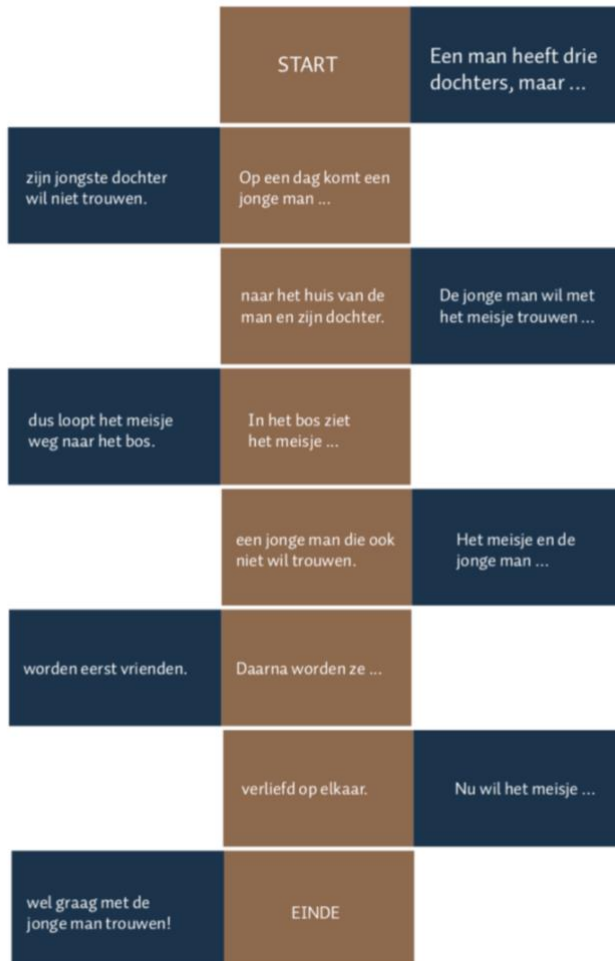 START
Een man heeft drie
dochters, maar ...
zijn jongste dochter
wil niet trouwen.
Op een dag komt een
jonge man ...
naar het huis van de
man en zijn dochter.
De jonge man wil met
het meisje trouwen ...
dus loopt het meisje
weg naar het bos.
In het bos ziet
het meisje ...
een jonge man die ook
niet wil trouwen.
Het meisje en de
jonge man ...
worden eerst vrienden.
Daarna worden ze ...
verliefd op elkaar.
Nu wil het meisje ...
wel graag met de
jonge man trouwen!
EINDE